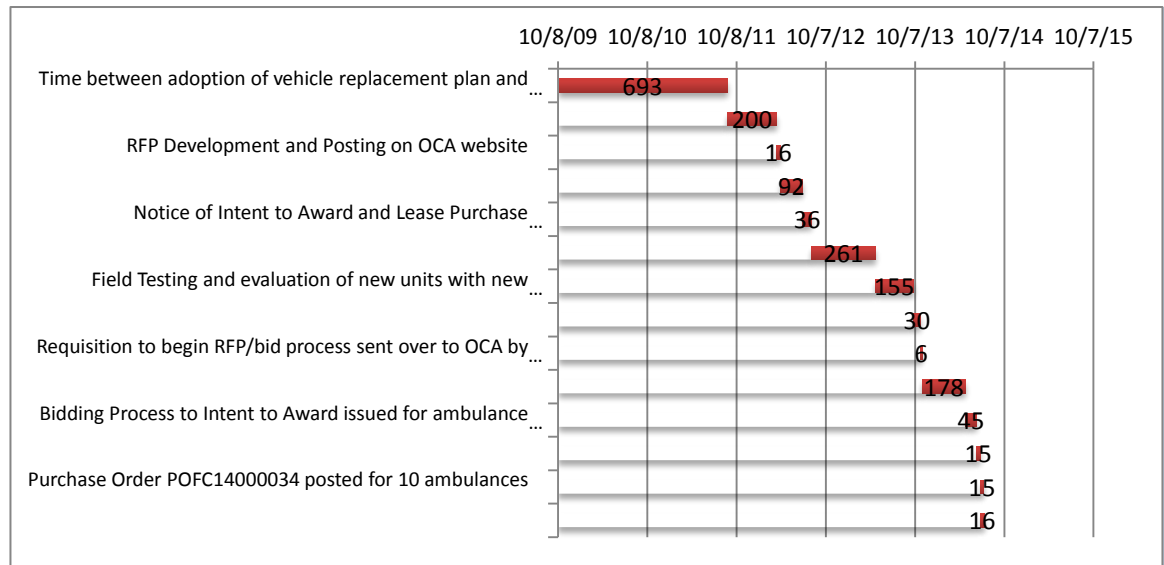 10/8/09 10/8/10 10/8/11 10/7/12 10/7/13 10/7/14 10/7/15
Time between adoption of vehicle replacement plan and
...
693
200
RFP Development and Posting on OCA website
16
92
Notice of Intent to Award and Lease Purchase
...
36
261
Field Testing and evaluation of new units with new
...
155
30
Requisition to begin RFP/bid process sent over to OCA by
...
6
178
Bidding Process to Intent to Award issued for ambulance
...
45
15
Purchase Order POFC14000034 posted for 10 ambulances
15
16